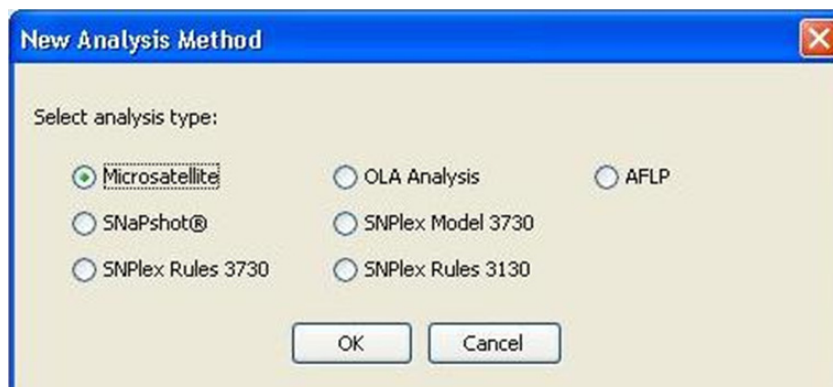 New Analysis Method
Select analysis type:
Microsatellite OLA Analysis AFLP
SNaPshot® SNPlex Model 3730
SNPlex Rules 3730 SNPlex Rules 3130
OK Cancel